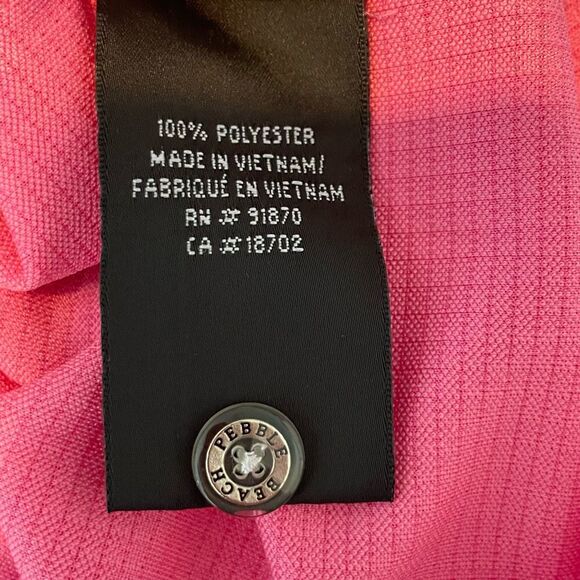 100% POLYESTER
MADE IN VIETNAM/
FABRIQUÉ EN VIETNAM
RN # 91870
CA #18702
PEBBLE
BEACH